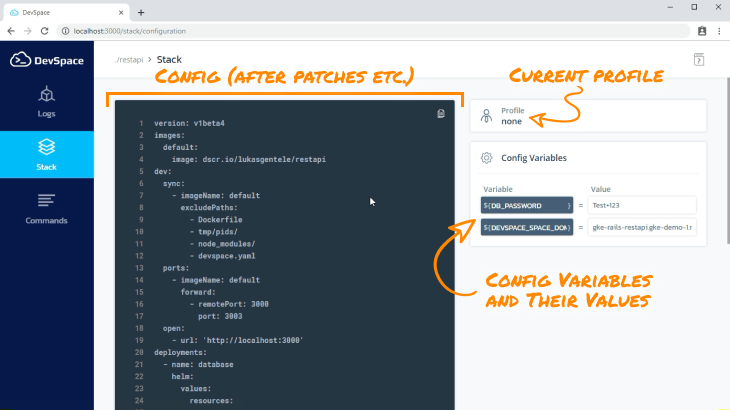 DevSpace
localhost:3000/stack/configuration
DevSpace
./restapi > Stack
Logs
Stack
Commands
Config (after patches etc.)
Current profile
Profile
none
Config Variables
Variable Value
${DB_PASSWORD } = Test+123
${DEVSPACE_SPACE_DOM} = gke-rails-restapi.gke-demo-1.r
Config Variables
and Their Values
1 version: v1beta4
2 images:
3 default:
4 image: dscr.io/lukasgentele/restapi
5 dev:
6 sync:
7 - imageName: default
8 excludePaths:
9 - Dockerfile
10 - tmp/pids/
11 - node_modules/
12 - devspace.yaml
13 ports:
14 - imageName: default
15 forward:
16 - remotePort: 3000
17 port: 3003
18 open:
19 - url: 'http://localhost:3000'
20 deployments:
21 - name: database
22 helm:
23 values:
24 resources: